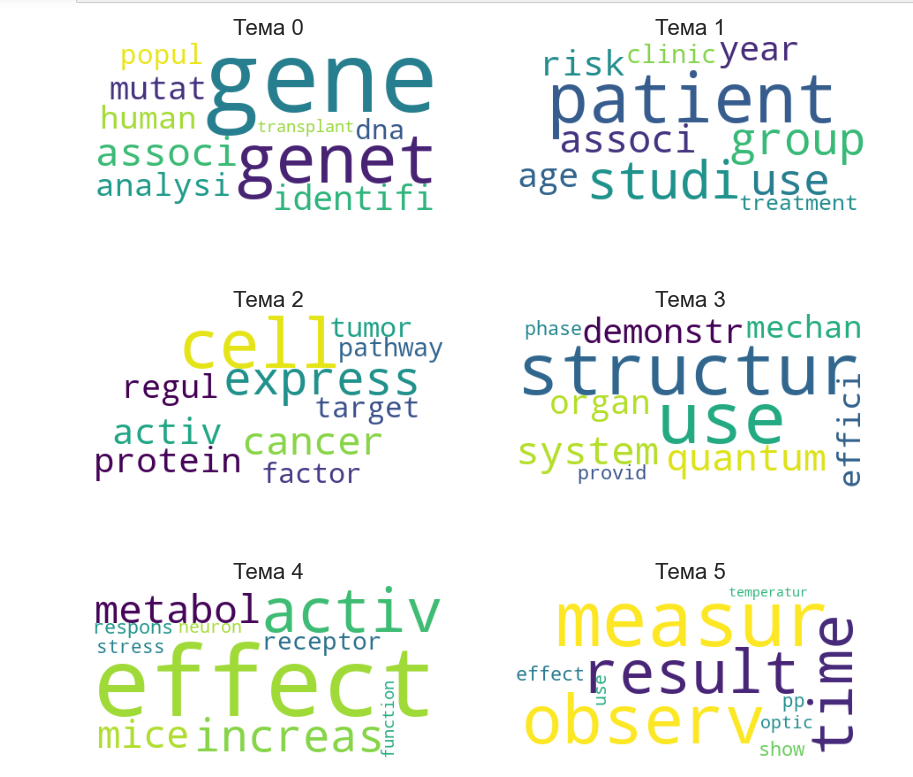 Тема 0
popul
gene
mutat
human
transplant
dna
associ
genet
analysi
identifi
Тема 1
risk
clinic
year
patient
associ
group
age
studi
use
treatment
Тема 2
cell
tumor
pathway
regul
express
target
activ
cancer
protein
factor
Тема 3
phase
demonstr
mechan
structur
organ
use
effici
system
quantum
provid
Тема 4
metabol
activ
respons
neuron
receptor
stress
effect
mice
increas
function
Тема 5
temperatur
measur
time
result
effect
use
observ
pp
optic
show